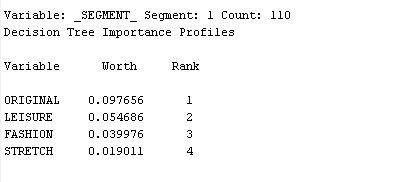 Variable: _SEGMENT_ Segment: 1 Count: 110
Decision Tree Importance Profiles
Variable Worth Rank
ORIGINAL 0.097656 1
LEISURE 0.054686 2
FASHION 0.039976 3
STRETCH 0.019011 4